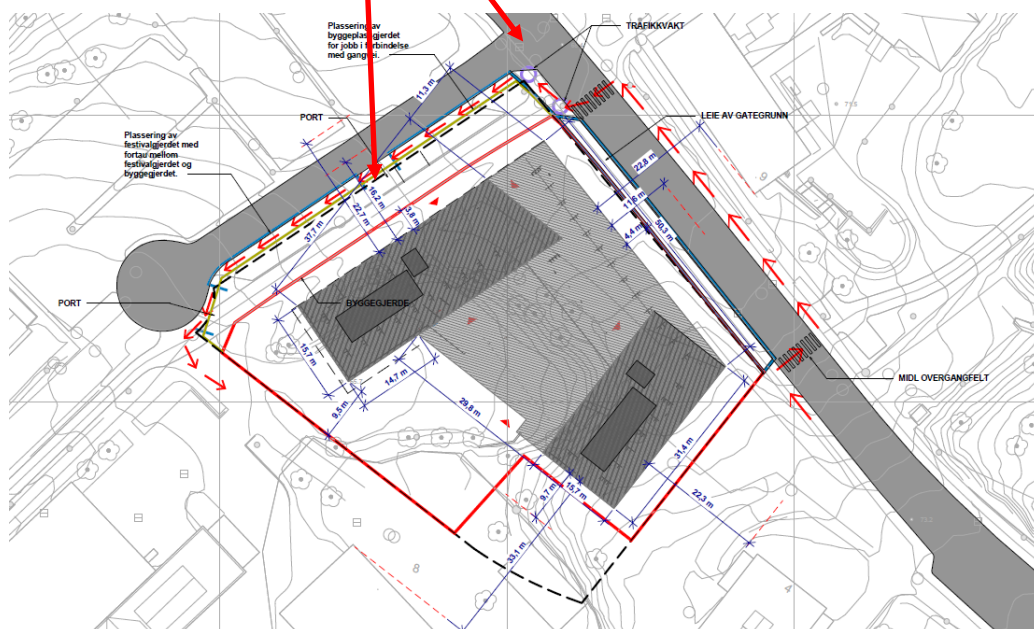 Plassering av
byggeplassgjerdet
for jobb i forbindelse
med gangvei.
TRAFIKKVAKT
11,3 m
PORT
LEIE AV GATEGRUNN
Plassering av
festivalgjerdet med
fortau mellom
festivalgjerdet og
byggegjerdet.
22,8 m
16,2 m
3,8 m
11,6 m
22,7 m
37,7 m
4,4 m
50,3 m
PORT
BYGGEGJERDE
15,7 m
14,7 m
MIDL OVERGANGFELT
9,5 m
29,8 m
31,4 m
9,7 m
15,7 m
22,3 m
33,1 m
8
4